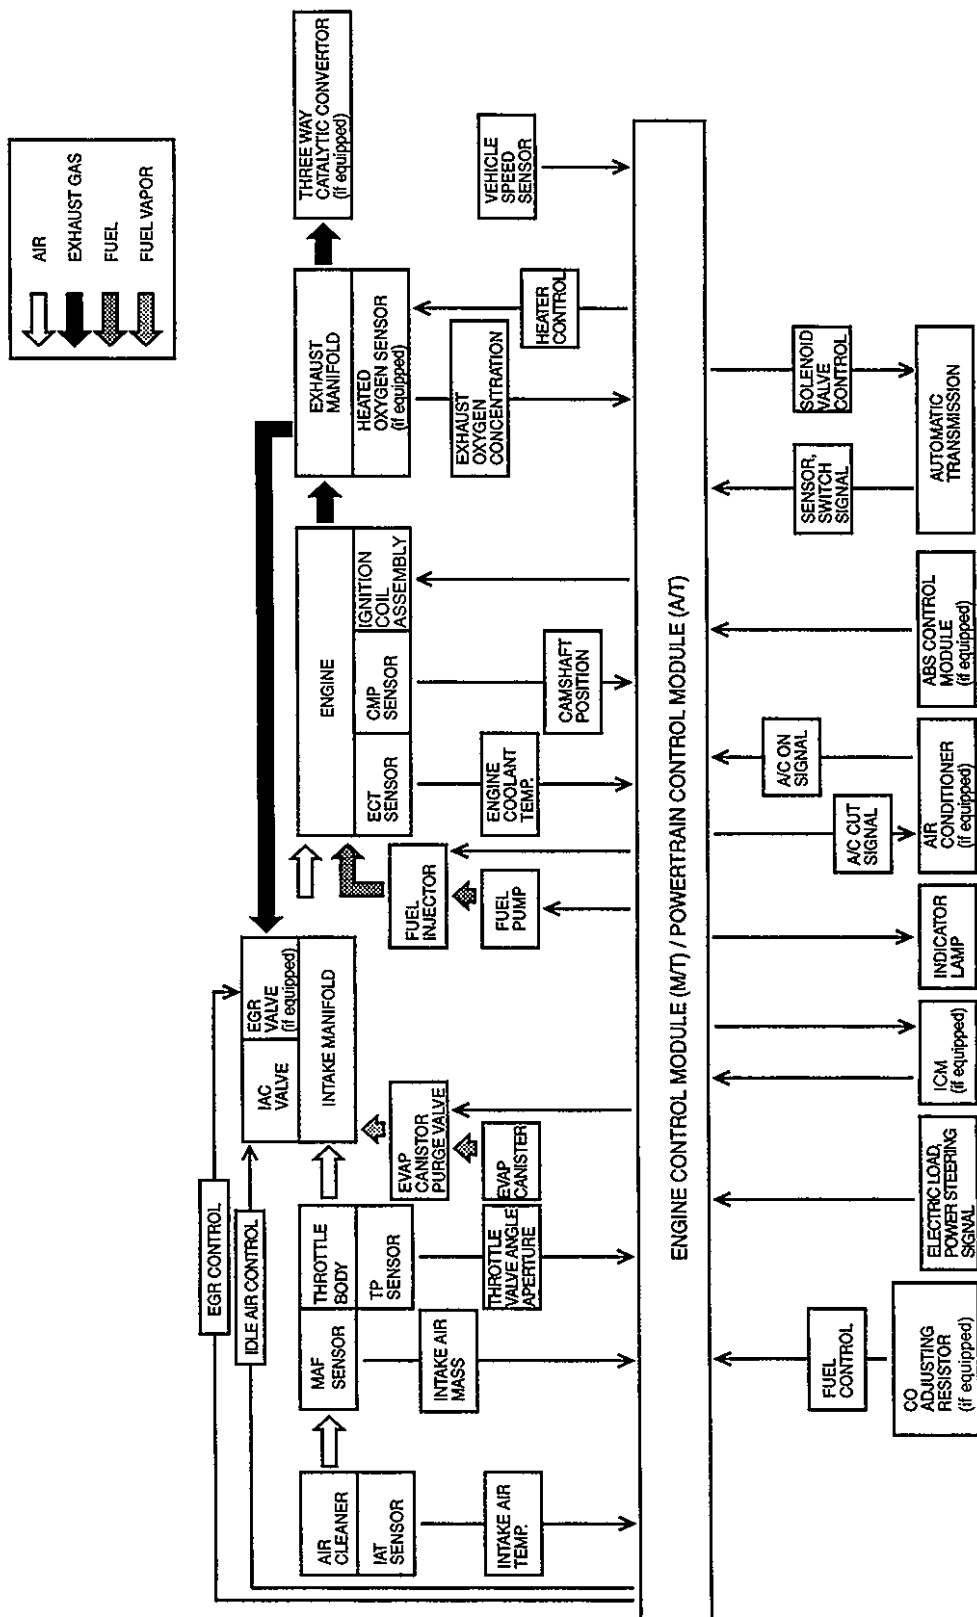 AIR
EXHAUST GAS
FUEL
FUEL VAPOR
EGR CONTROL
IDLE AIR CONTROL
IAC
VALVE
EGR
VALVE
(if equipped)
INTAKE MANIFOLD
AIR
CLEANER
IAT
SENSOR
MAF
SENSOR
THROTTLE
BODY
TP
SENSOR
ENGINE
ECT
SENSOR
CMP
SENSOR
IGNITION
COIL
ASSEMBLY
EXHAUST
MANIFOLD
HEATED
OXYGEN SENSOR
(if equipped)
THREE WAY
CATALYTIC CONVERTOR
(if equipped)
INTAKE AIR
TEMP.
INTAKE AIR
MASS
THROTTLE
VALVE ANGLE
APERTURE
EVAP
CANISTOR
PURGE VALVE
EVAP
CANISTER
FUEL
INJECTOR
FUEL
PUMP
ENGINE
COOLANT
TEMP.
CAMSHAFT
POSITION
EXHAUST
OXYGEN
CONCENTRATION
HEATER
CONTROL
VEHICLE
SPEED
SENSOR
ENGINE CONTROL MODULE (M/T) / POWERTRAIN CONTROL MODULE (A/T)
FUEL
CONTROL
CO
ADJUSTING
RESISTOR
(if equipped)
ELECTRIC LOAD,
POWER STEERING
SIGNAL
ICM
(if equipped)
INDICATOR
LAMP
A/C CUT
SIGNAL
A/C ON
SIGNAL
AIR
CONDITIONER
(if equipped)
ABS CONTROL
MODULE
(if equipped)
SENSOR,
SWITCH
SIGNAL
SOLENOID
VALVE
CONTROL
AUTOMATIC
TRANSMISSION